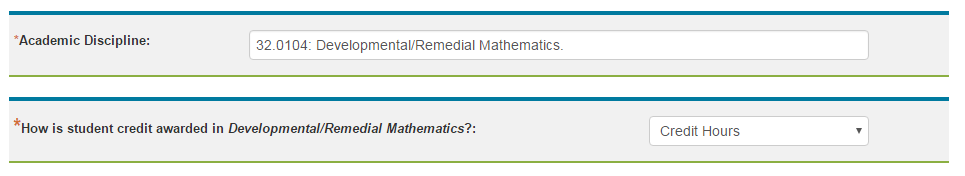 *Academic Discipline:
32.0104: Developmental/Remedial Mathematics.
*How is student credit awarded in Developmental/Remedial Mathematics?:
Credit Hours